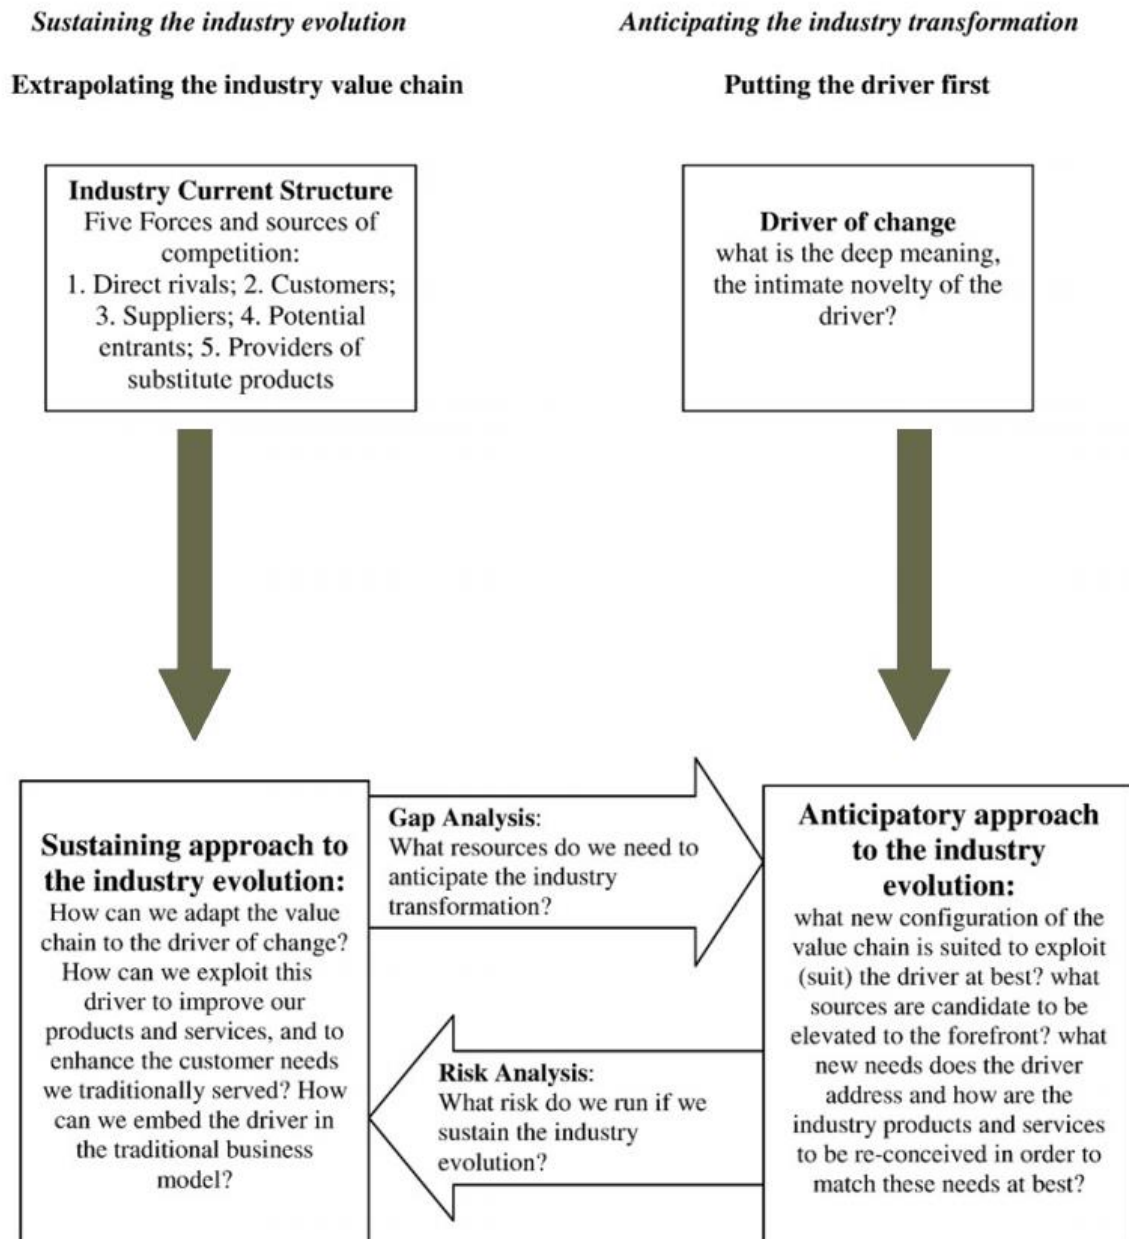 Sustaining the industry evolution
Anticipating the industry transformation
Extrapolating the industry value chain
Putting the driver first
Industry Current Structure
Five Forces and sources of
competition:
1. Direct rivals; 2. Customers;
3. Suppliers; 4. Potential
entrants; 5. Providers of
substitute products
Driver of change
what is the deep meaning,
the intimate novelty of the
driver?
Sustaining approach to
the industry evolution:
How can we adapt the value
chain to the driver of change?
How can we exploit this
driver to improve our
products and services, and to
enhance the customer needs
we traditionally served? How
can we embed the driver in
the traditional business
model?
Gap Analysis:
What resources do we need to
anticipate the industry
transformation?
Risk Analysis:
What risk do we run if we
sustain the industry
evolution?
Anticipatory approach
to the industry
evolution:
what new configuration of the
value chain is suited to exploit
(suit) the driver at best? what
sources are candidate to be
elevated to the forefront? what
new needs does the driver
address and how are the
industry products and services
to be re-conceived in order to
match these needs at best?